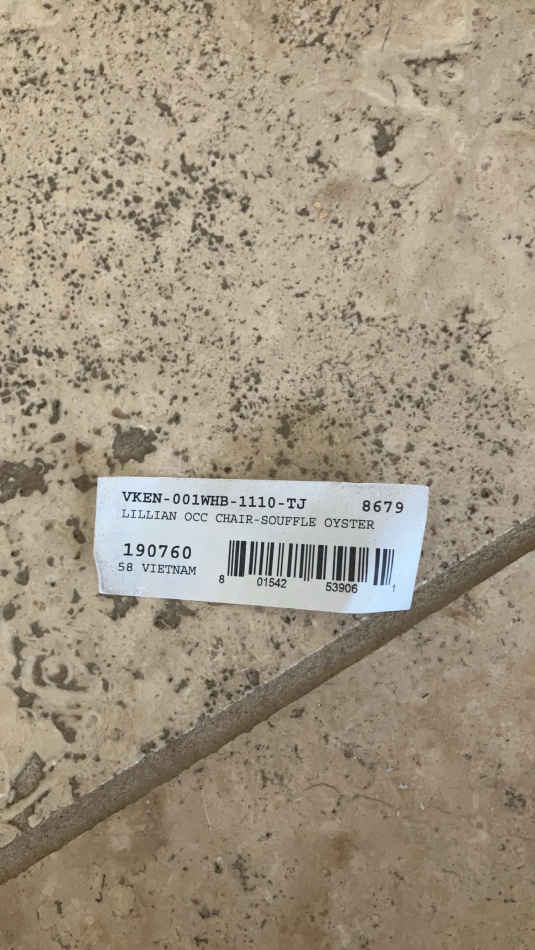 VKEN-001WHB-1110-TJ 8679
LILLIAN OCC CHAIR-SOUFFLE OYSTER
190760
58 VIETNAM
8 01542 53906 1